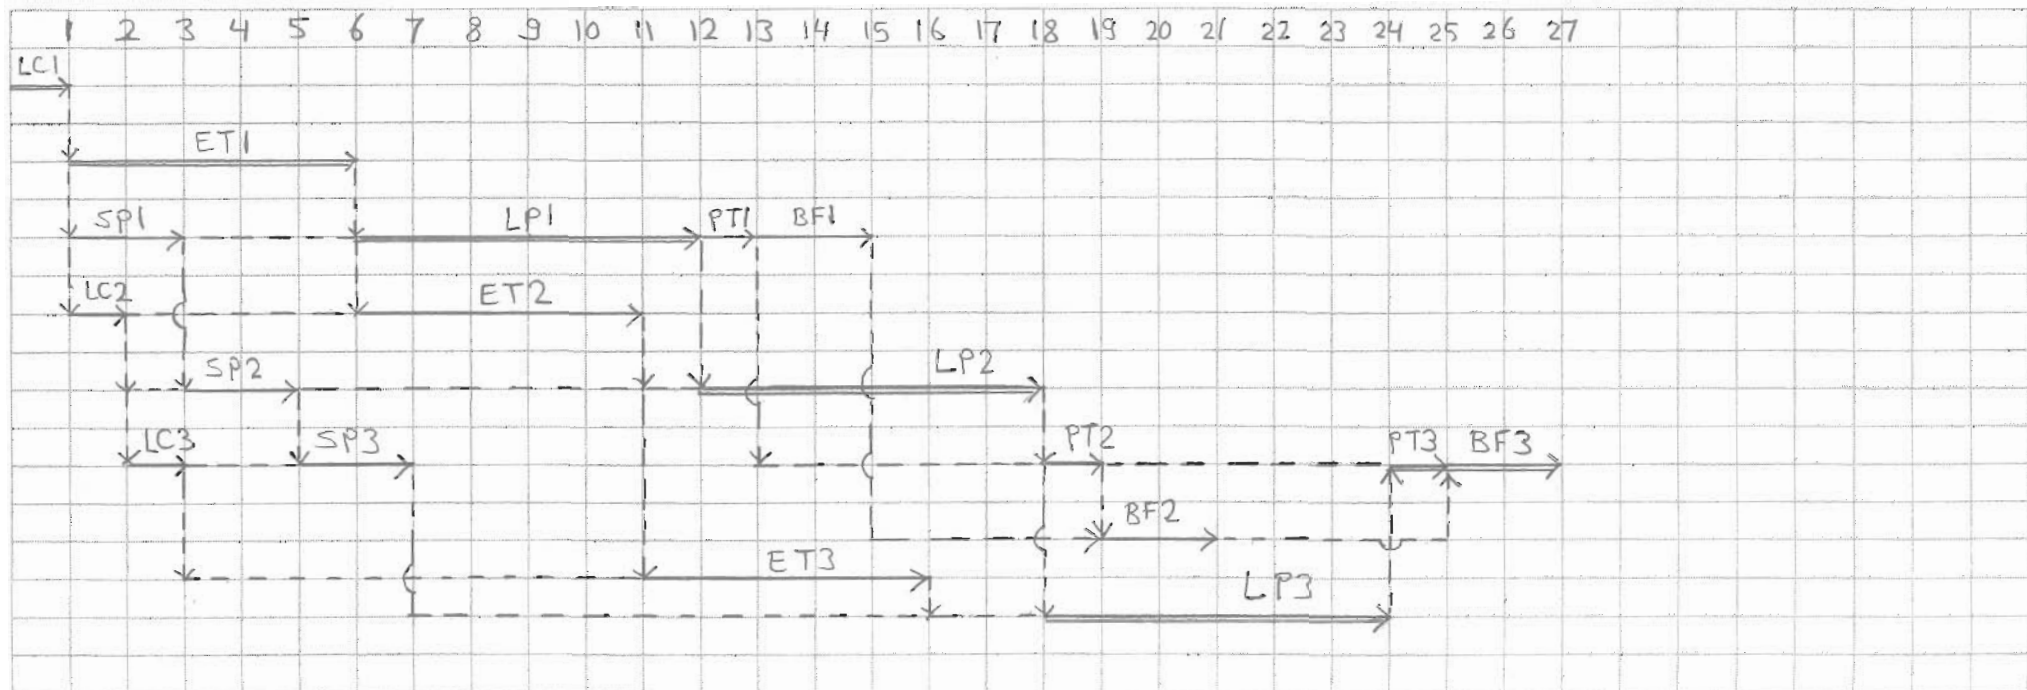 1 2 3 4 5 6 7 8 9 10 11 12 13 14 15 16 17 18 19 20 21 22 23 24 25 26 27
LC1
ET1
SP1 LP1 PT1 BF1
LC2 ET2
SP2 LP2
LC3 SP3 PT2 PT3 BF3
BF2
ET3
LP3